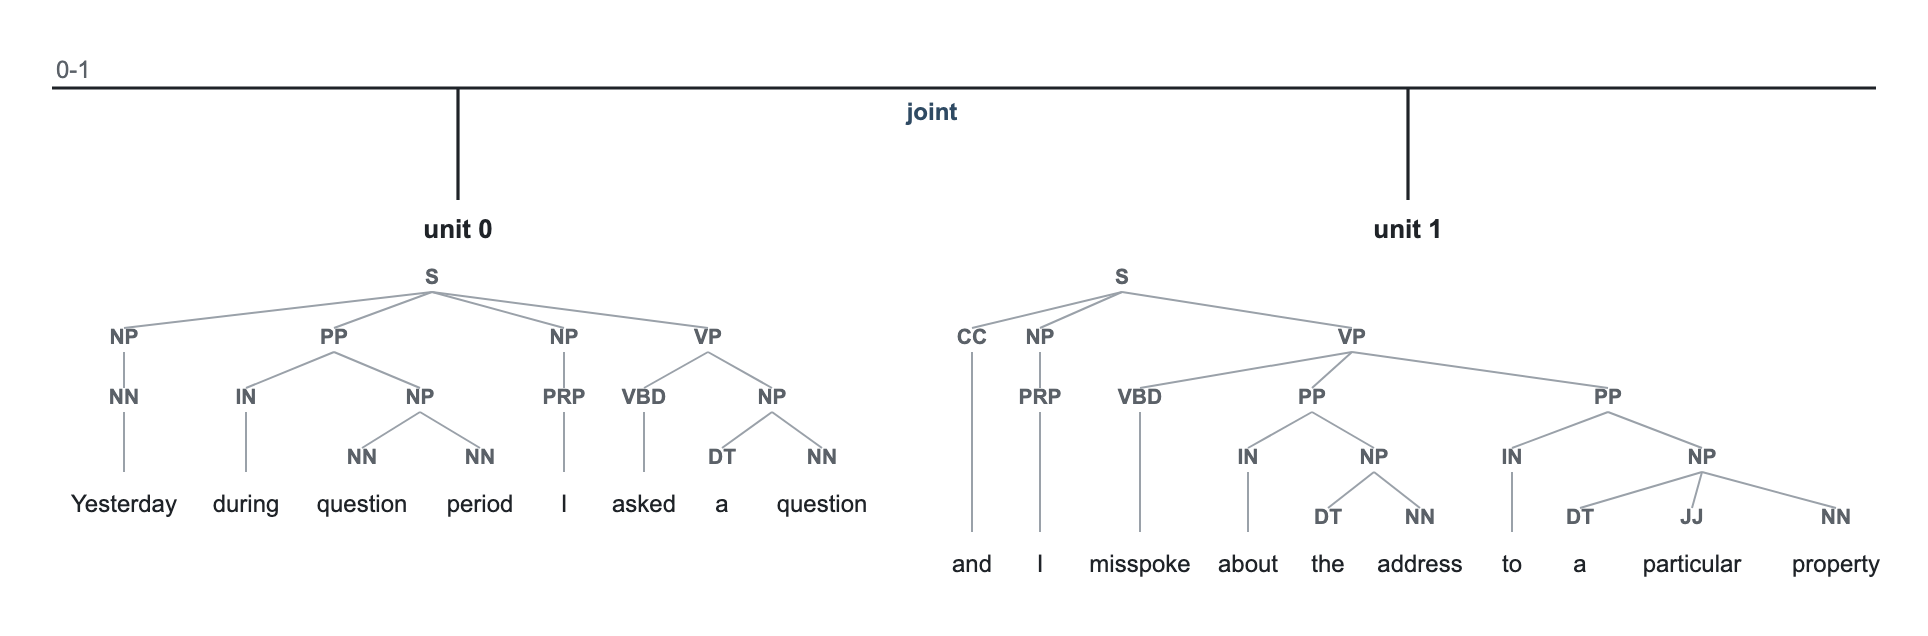 0-1
joint
unit 0 unit 1
S S
NP PP NP VP CC NP VP
NN IN NP PRP VBD NP PRP VBD PP PP
NN NN DT NN IN NP IN NP
Yesterday during question period I asked a question DT NN DT JJ NN
and I misspoke about the address to a particular property